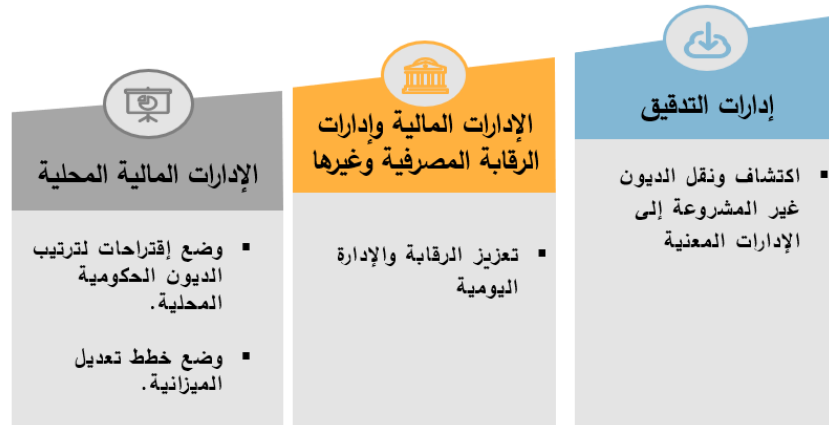 إدارات التدقيق
▪ اكتشاف ونقل الديون
غير المشروعة إلى
الإدارات المعنية
الإدارات المالية وإدارات
الرقابة المصرفية وغيرها
▪ تعزيز الرقابة والإدارة
اليومية
الإدارات المالية المحلية
▪ وضع إقتراحات لترتيب
الديون الحكومية
المحلية.
▪ وضع خطط تعديل
الميزانية.